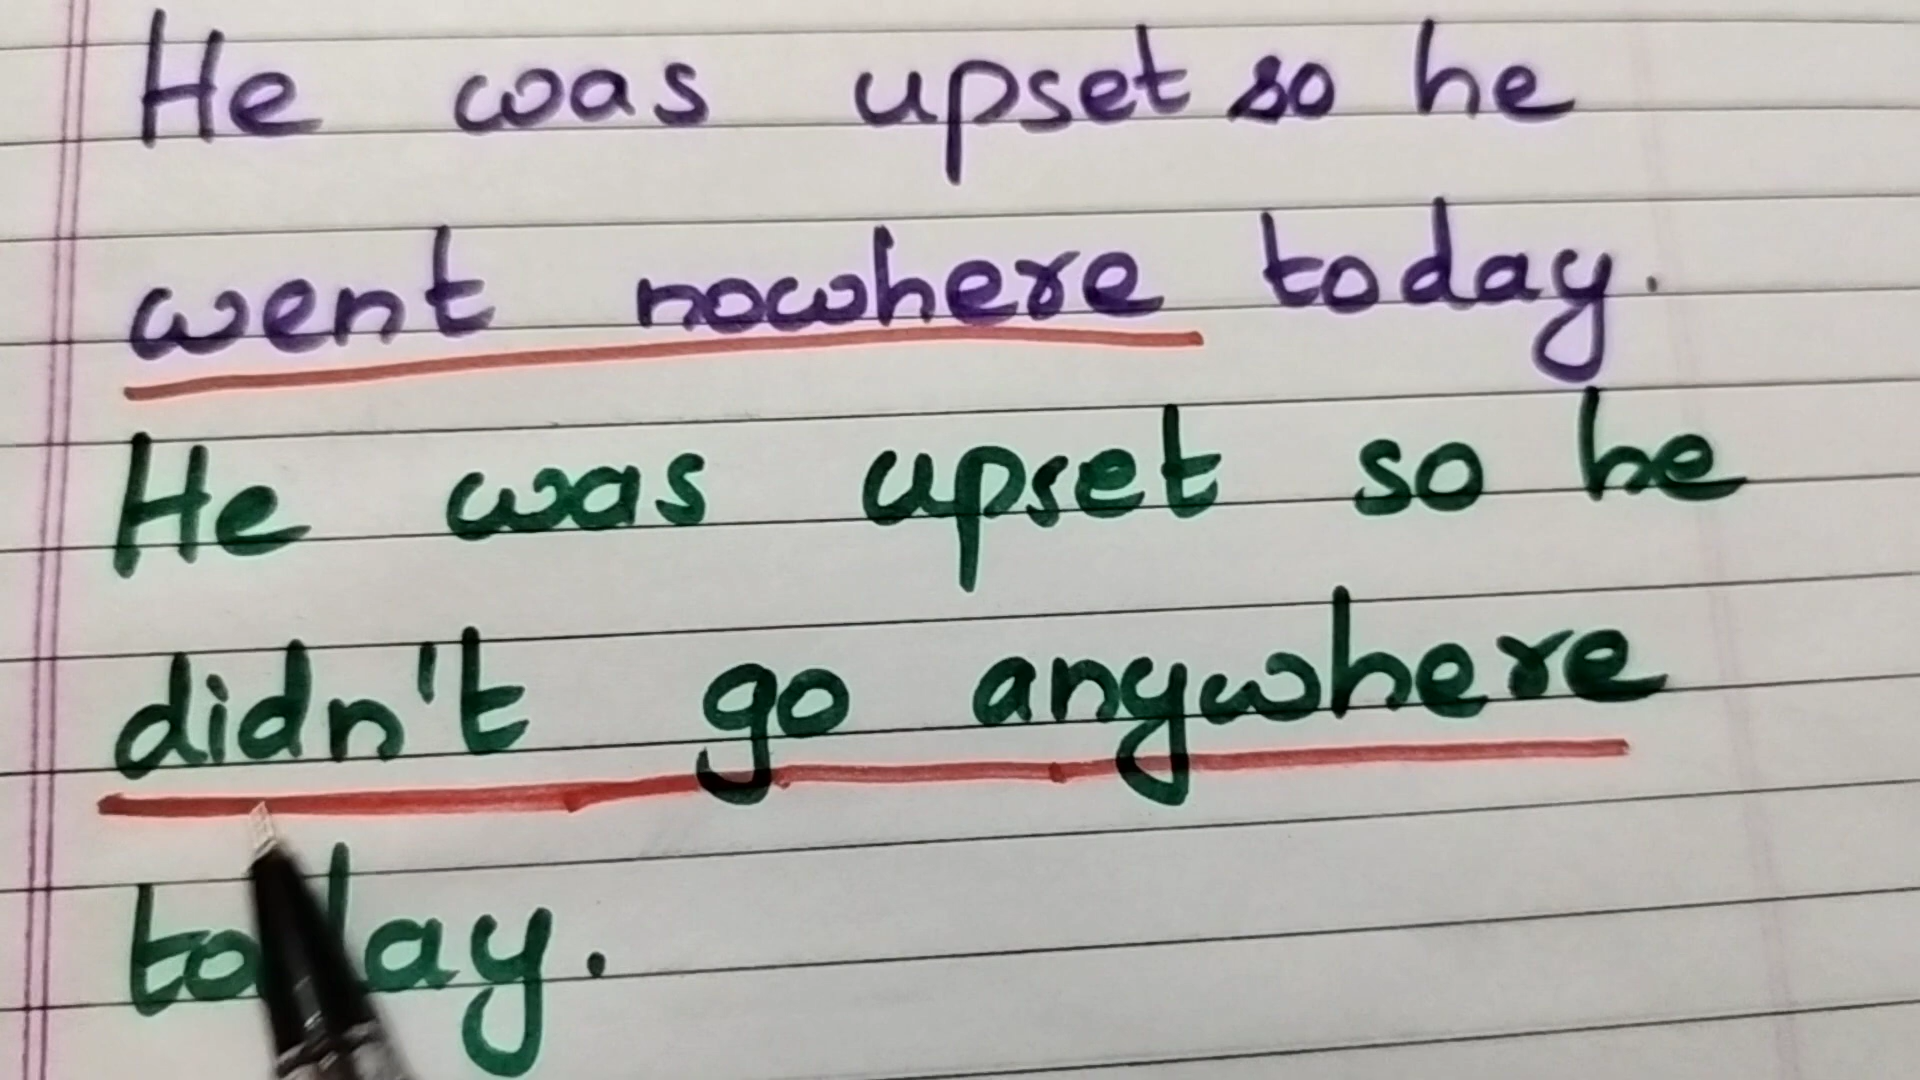 He was upset so he
went nowhere today.
He was upset so he
didn't go anywhere
today.